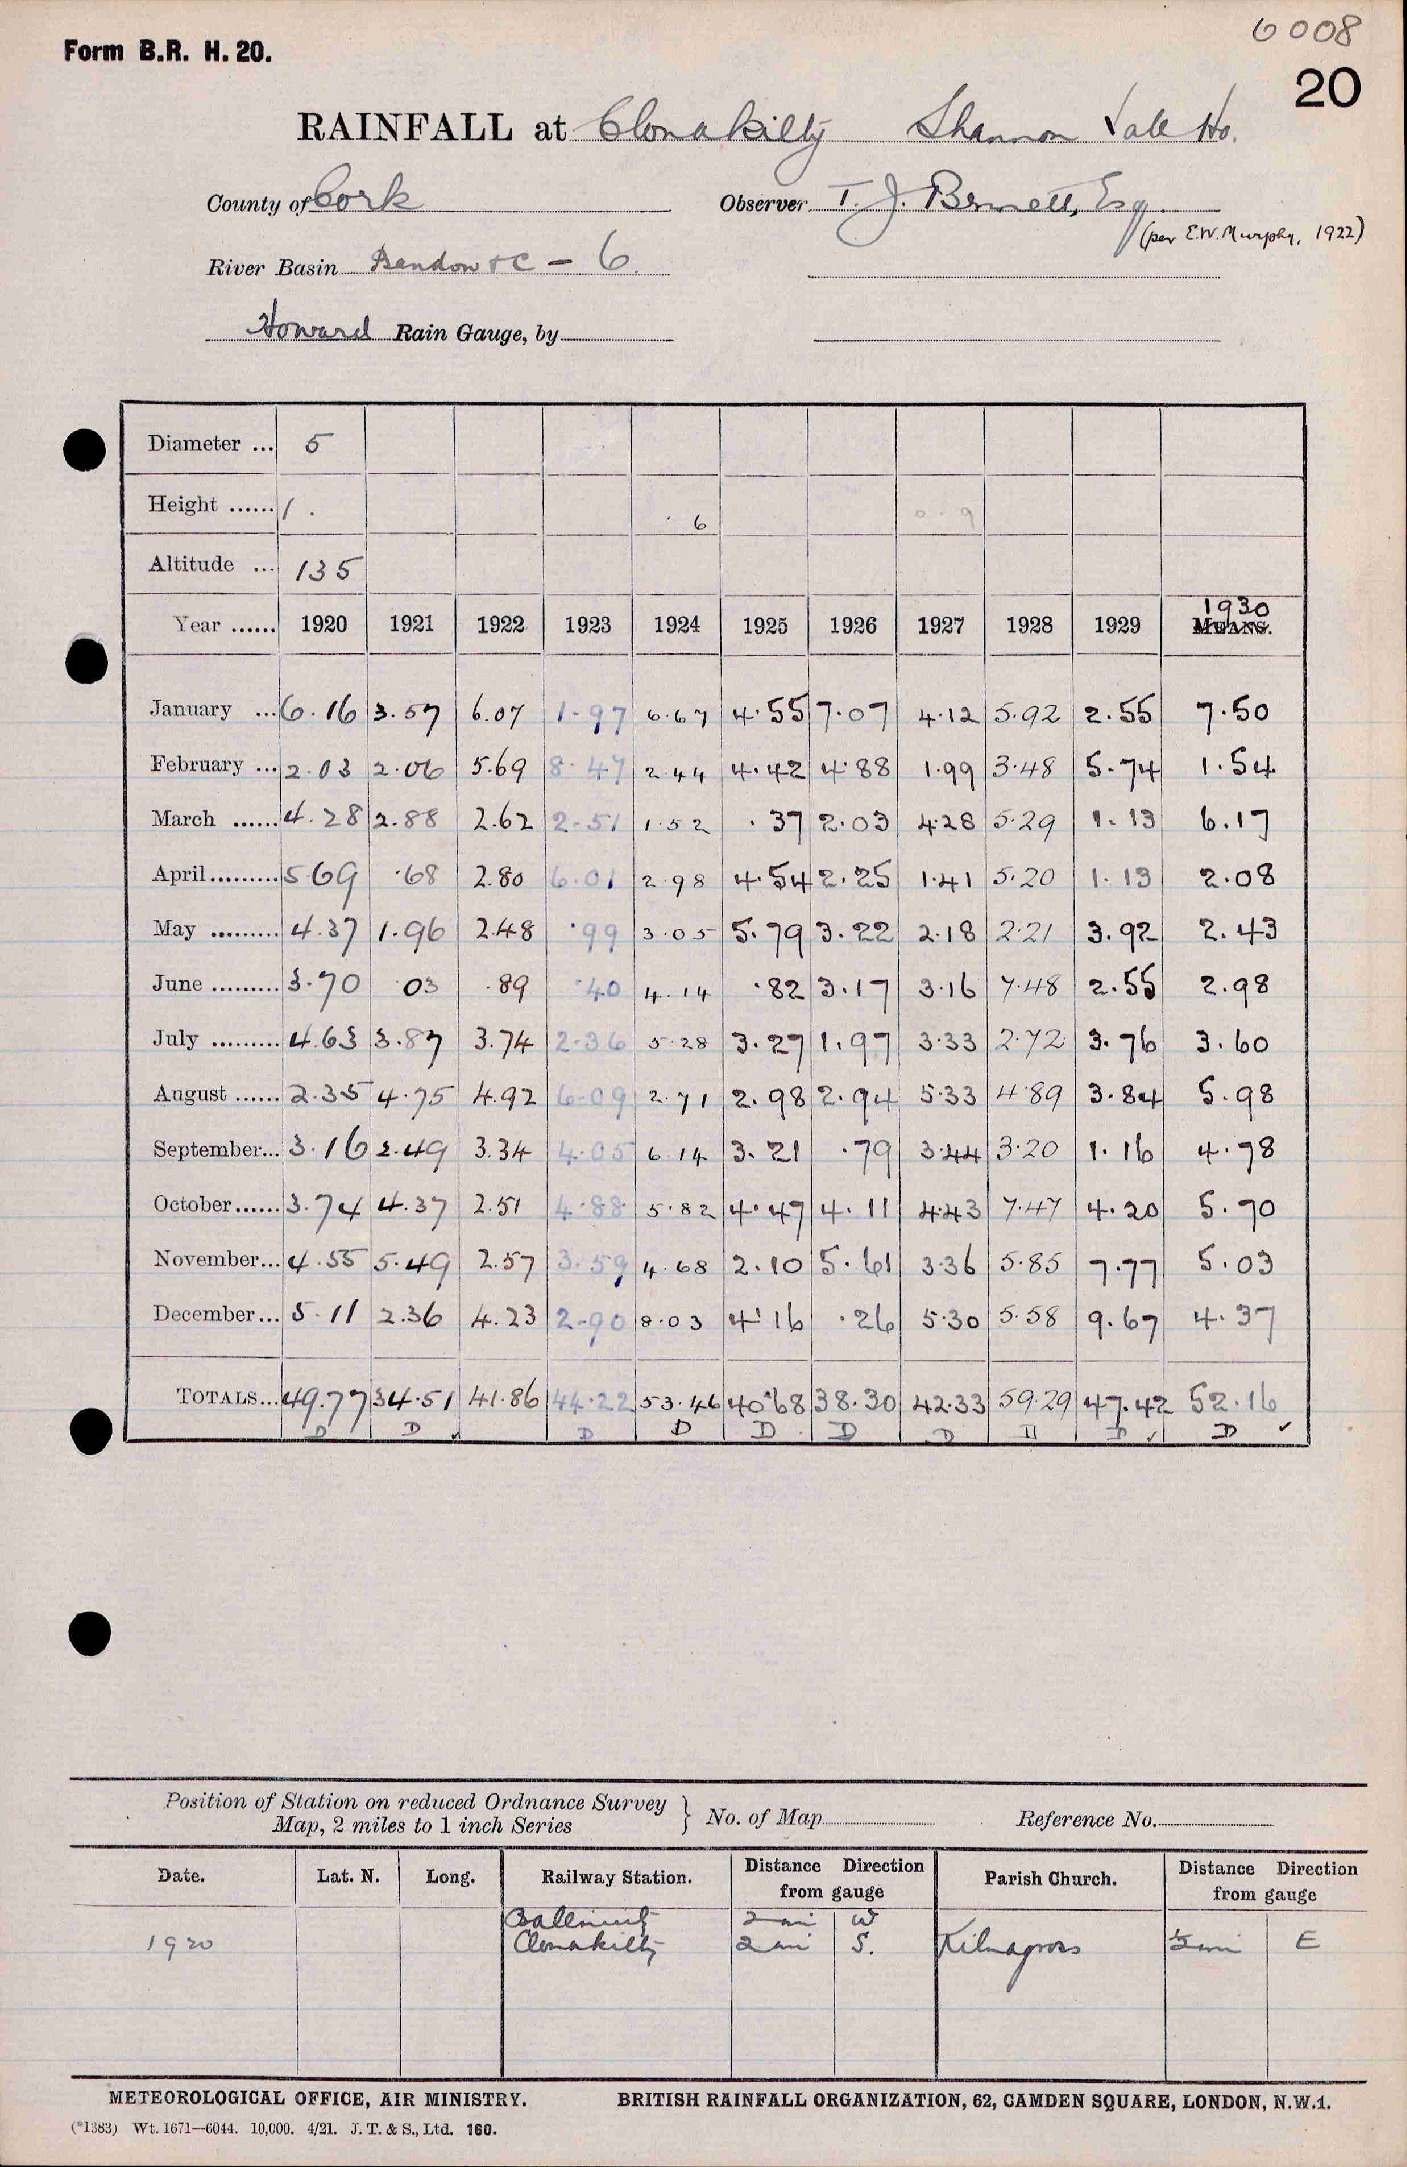 6008
Form B.R. H. 20.
20
RAINFALL at Clonakilty Shannon Vale Ho.
County of Cork
Observer T. J. Bennett, Esq.
(per E.W. Murphy, 1922)
River Basin Bandon & C - 6.
Howard Rain Gauge, by
Diameter ... 5
Height ...... 1 . 6 0.9
Altitude ... 135
Year ...... 1920 1921 1922 1923 1924 1925 1926 1927 1928 1929 1930 MEANS.
January ... 6.16 3.57 6.07 1.97 6.67 4.55 7.07 4.12 5.92 2.55 7.50
February ... 2.03 2.06 5.69 8.47 2.44 4.42 4.88 1.99 3.48 5.74 1.54
March ...... 4.28 2.88 2.62 2.51 1.52 .37 2.03 4.28 5.29 1.13 6.17
April......... 5 69 .68 2.80 6.01 2.98 4.54 2.25 1.41 5.20 1.13 2.08
May ......... 4.37 1.96 2.48 .99 3.05 5.79 3.22 2.18 2.21 3.92 2.43
June ......... 3.70 03 .89 .40 4.14 .82 3.17 3.16 7.48 2.55 2.98
July ......... 4.63 3.87 3.74 2.36 5.28 3.27 1.97 3.33 2.72 3.76 3.60
August ...... 2.35 4.75 4.92 6.09 2.71 2.98 2.94 5.33 4.89 3.84 5.98
September... 3.16 2.49 3.34 4.05 6.14 3.21 .79 3.44 3.20 1.16 4.78
October...... 3.74 4.37 2.51 4.88 5.82 4.47 4.11 4.43 7.47 4.20 5.70
November... 4.55 5.49 2.57 3.59 4.68 2.10 5.61 3.36 5.85 7.77 5.03
December... 5.11 2.36 4.23 2.90 8.03 4.16 .26 5.30 5.58 9.67 4.37
TOTALS... 49.77 34.51 41.86 44.22 53.46 40.68 38.30 42.33 59.29 47.42 52.16
D D ✓ D D D D D D D ✓ D ✓
Position of Station on reduced Ordnance Survey
Map, 2 miles to 1 inch Series } No. of Map Reference No.
Date. Lat. N. Long. Railway Station. Distance Direction from gauge Parish Church. Distance Direction from gauge
2 mi W
1920 Clonakilty 2 mi S. Kilnagross ½ mi E
METEOROLOGICAL OFFICE, AIR MINISTRY. BRITISH RAINFALL ORGANIZATION, 62, CAMDEN SQUARE, LONDON, N.W.1.
(*1383) Wt. 1671—6044. 10,000. 4/21. J. T. & S., Ltd. 160.